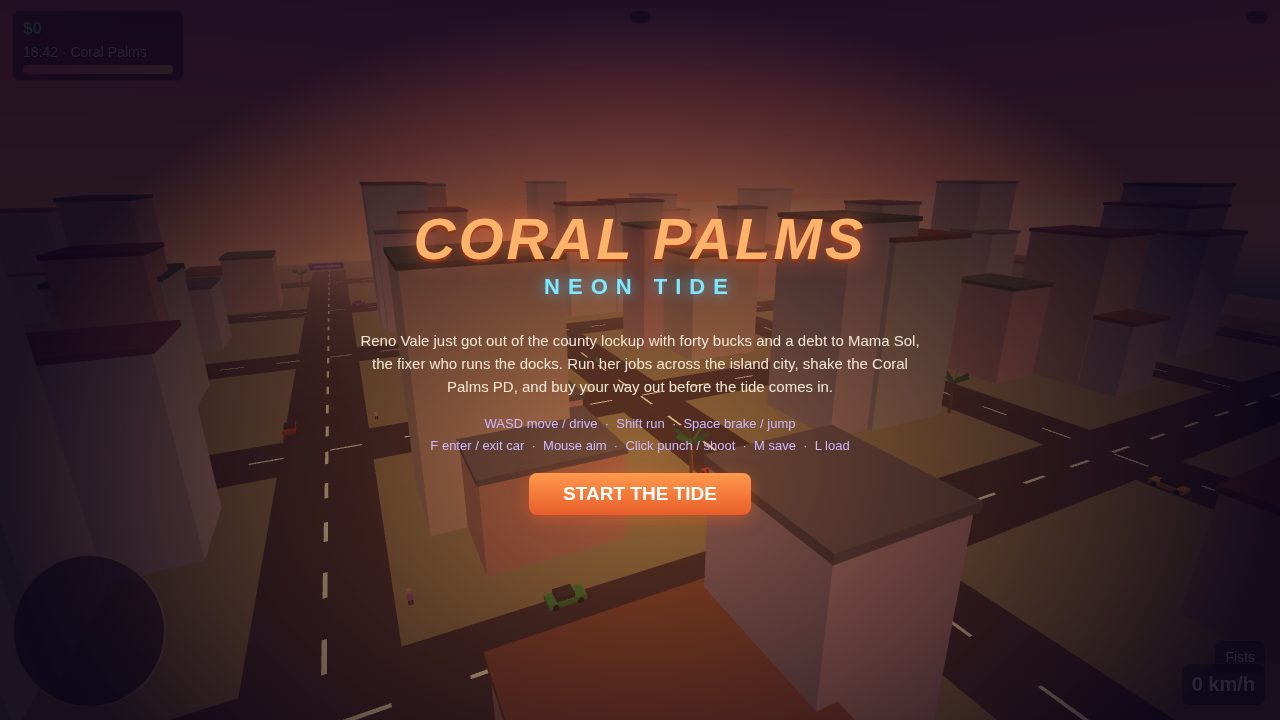 $0
18:42 · Coral Palms
CORAL PALMS
NEON TIDE
Reno Vale just got out of the county lockup with forty bucks and a debt to Mama Sol,
the fixer who runs the docks. Run her jobs across the island city, shake the Coral
Palms PD, and buy your way out before the tide comes in.
WASD move / drive · Shift run · Space brake / jump
F enter / exit car · Mouse aim · Click punch / shoot · M save · L load
START THE TIDE
Fists
0 km/h